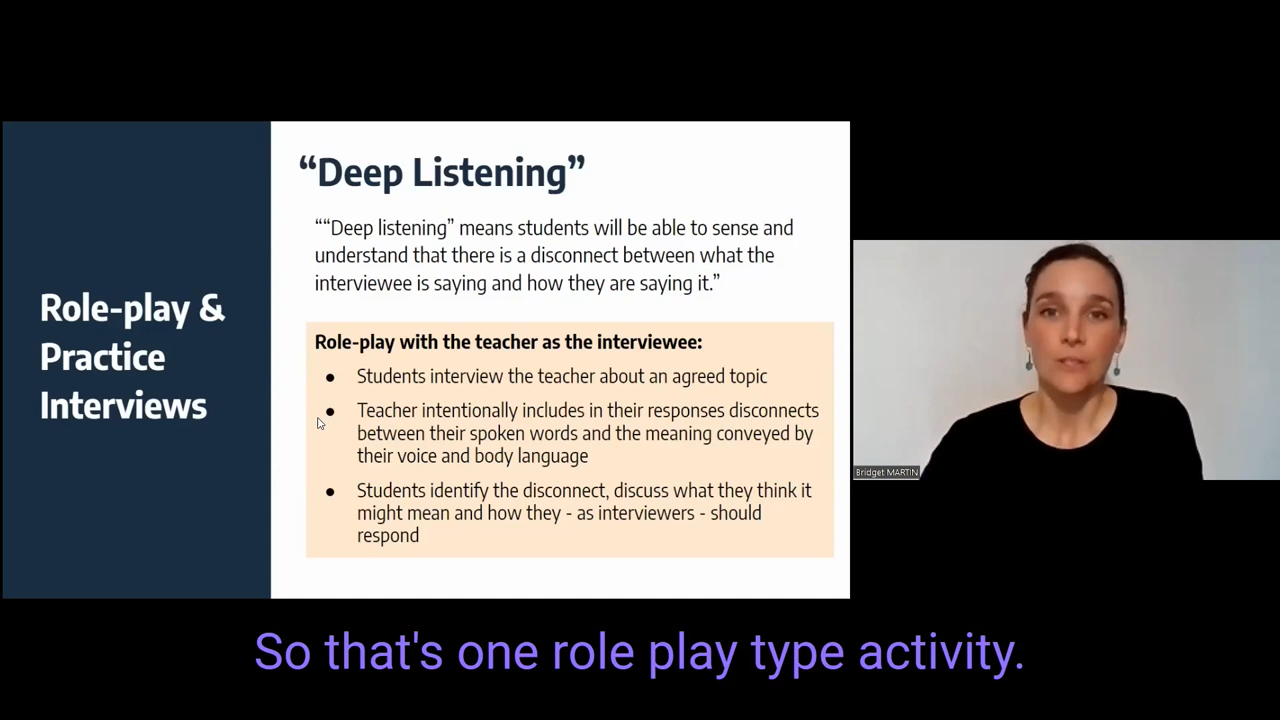 Role-play &
Practice
Interviews
“Deep Listening”
““Deep listening” means students will be able to sense and
understand that there is a disconnect between what the
interviewee is saying and how they are saying it.”
Role-play with the teacher as the interviewee:
● Students interview the teacher about an agreed topic
● Teacher intentionally includes in their responses disconnects
between their spoken words and the meaning conveyed by
their voice and body language
● Students identify the disconnect, discuss what they think it
might mean and how they - as interviewers - should
respond
Bridget MARTIN
So that's one role play type activity.